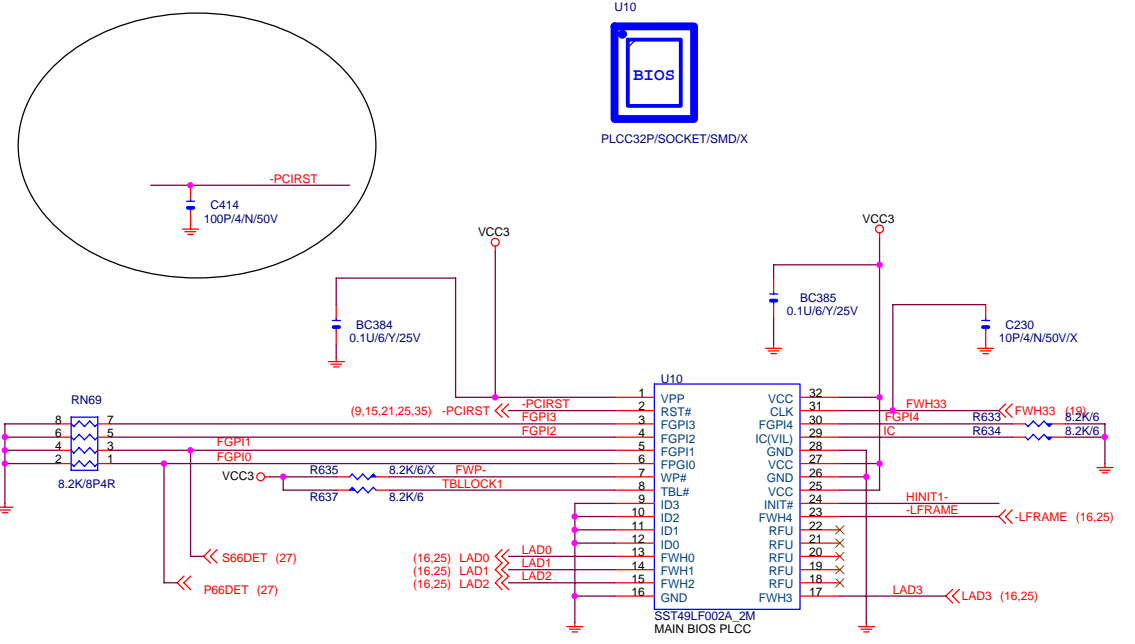 U10
BIOS
PLCC32P/SOCKET/SMD/X
-PCIRST
C414
100P/4/N/50V
VCC3
VCC3
BC384
0.1U/6/Y/25V
BC385
0.1U/6/Y/25V
C230
10P/4/N/50V/X
RN69
8 7
6 5
4 3
2 1
8.2K/8P4R
U10
(9,15,21,25,35) -PCIRST -PCIRST
FGPI3
FGPI2
FGPI1
FGPI0
VCC3
R635 8.2K/6/X FWP-
TBLLOCK1
R637 8.2K/6
S66DET (27)
P66DET (27)
(16,25) LAD0 LAD0
(16,25) LAD1 LAD1
(16,25) LAD2 LAD2
1 VPP VCC 32
2 RST# CLK 31
3 FGPI3 FGPI4 30
4 FGPI2 IC(VIL) 29
5 FGPI1 GND 28
6 FPGI0 VCC 27
7 WP# GND 26
8 TBL# VCC 25
9 ID3 INIT# 24
10 ID2 FWH4 23
11 ID1 RFU 22
12 ID0 RFU 21
13 FWH0 RFU 20
14 FWH1 RFU 19
15 FWH2 RFU 18
16 GND FWH3 17
SST49LF002A_2M
MAIN BIOS PLCC
FWH33 FWH33 (19)
FGPI4 R633 8.2K/6
IC R634 8.2K/6
HINIT1-
-LFRAME -LFRAME (16,25)
LAD3 LAD3 (16,25)